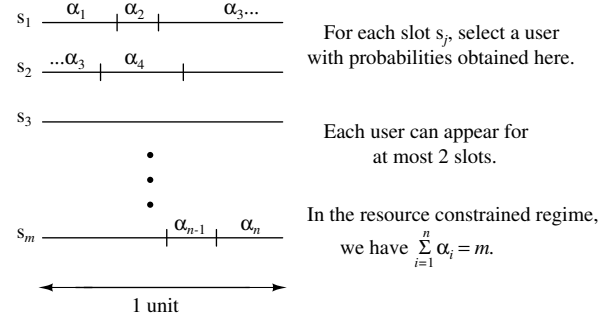 s₁ α₁ α₂ α₃...
For each slot sⱼ, select a user
with probabilities obtained here.
s₂ ...α₃ α₄
s₃
Each user can appear for
at most 2 slots.
In the resource constrained regime,
sₘ αₙ₋₁ αₙ
we have Σⁿᵢ₌₁ αᵢ = m.
1 unit